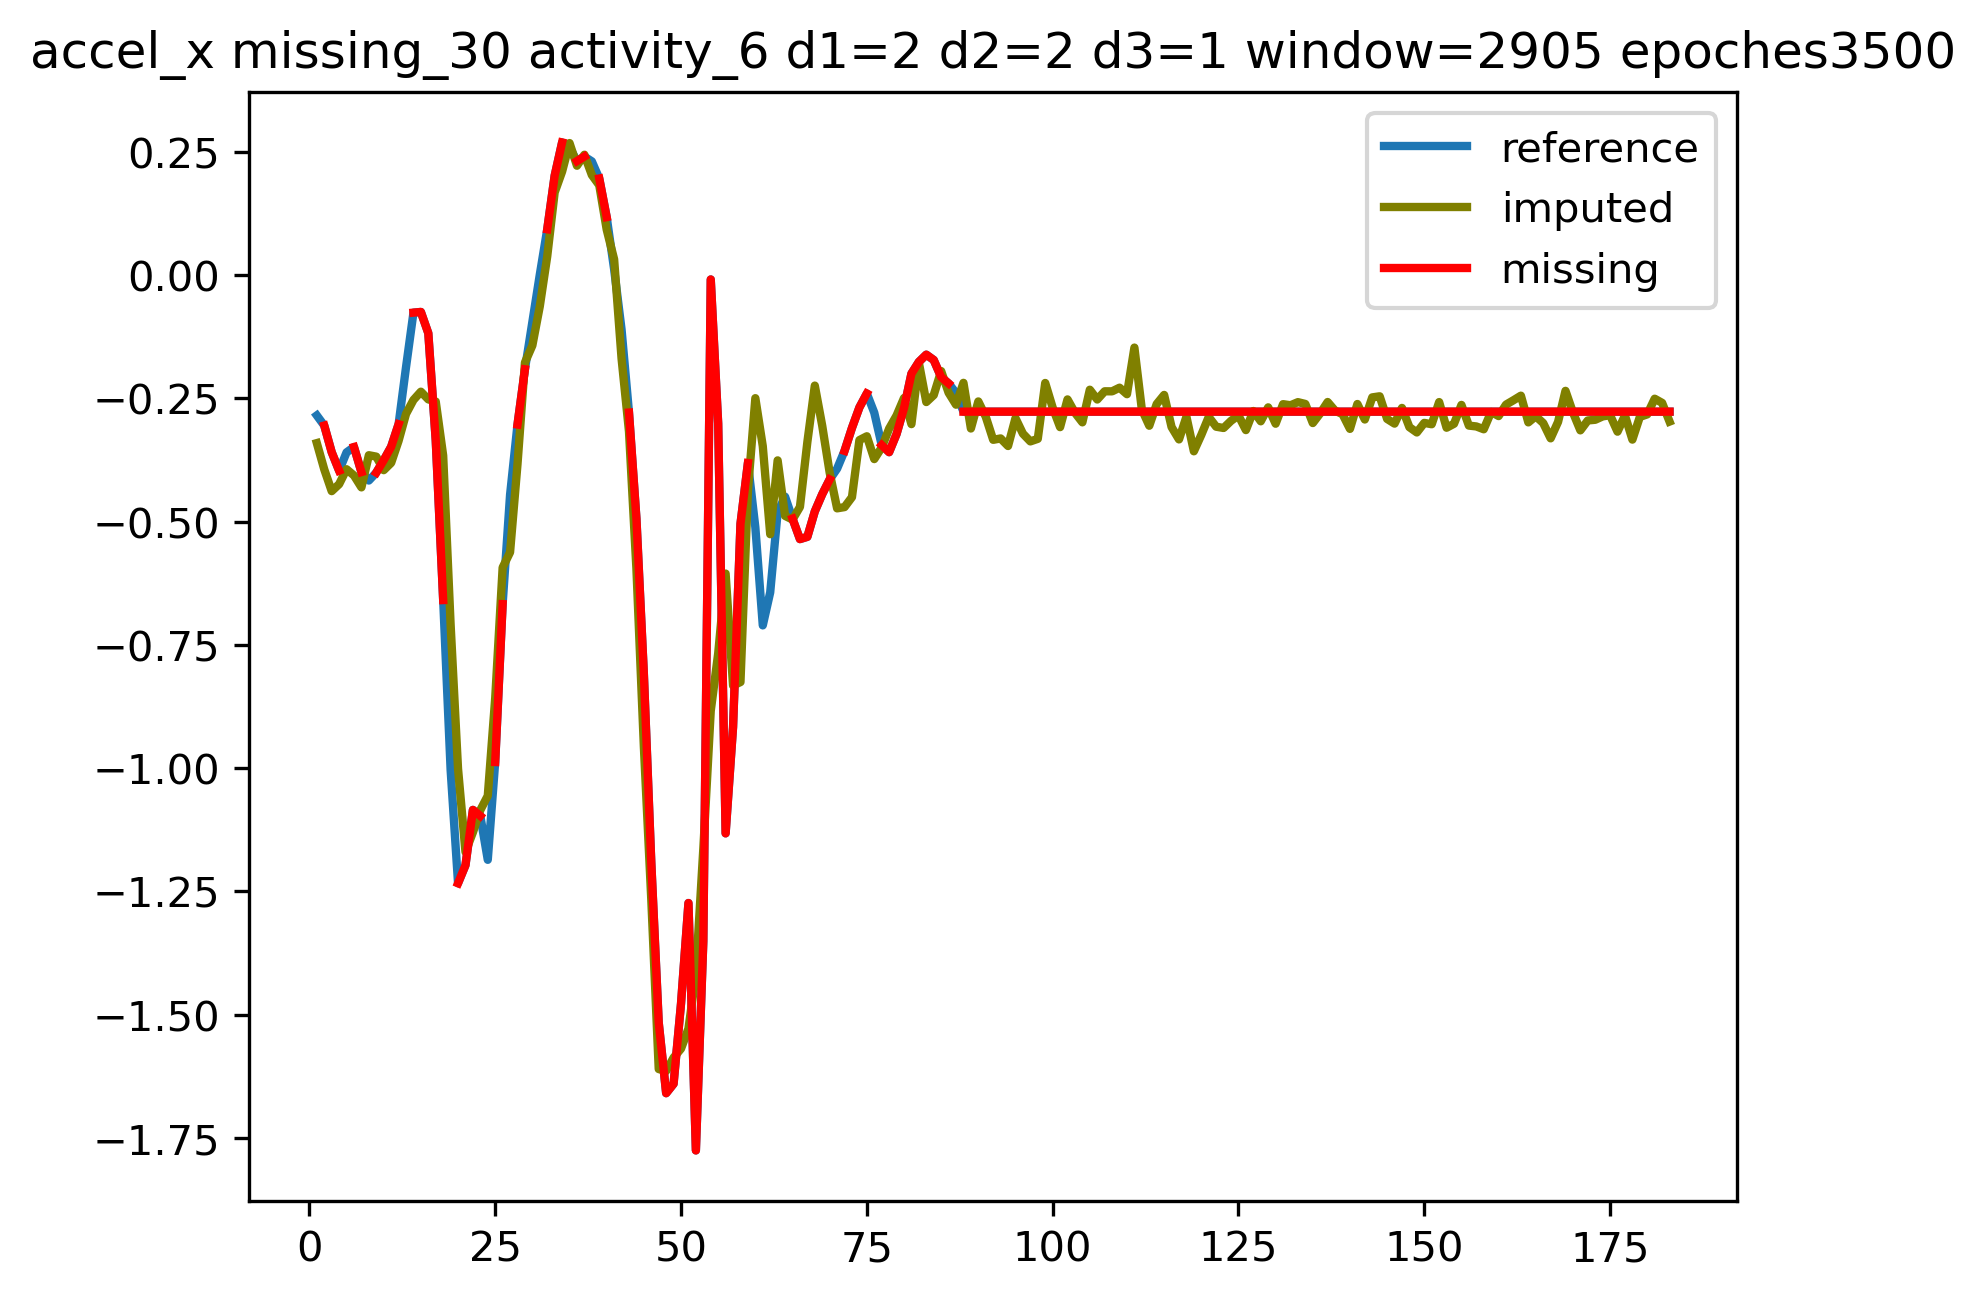 accel_x missing_30 activity_6 d1=2 d2=2 d3=1 window=2905 epoches3500
reference
imputed
missing
0.25
0.00
−0.25
−0.50
−0.75
−1.00
−1.25
−1.50
−1.75
0 25 50 75 100 125 150 175